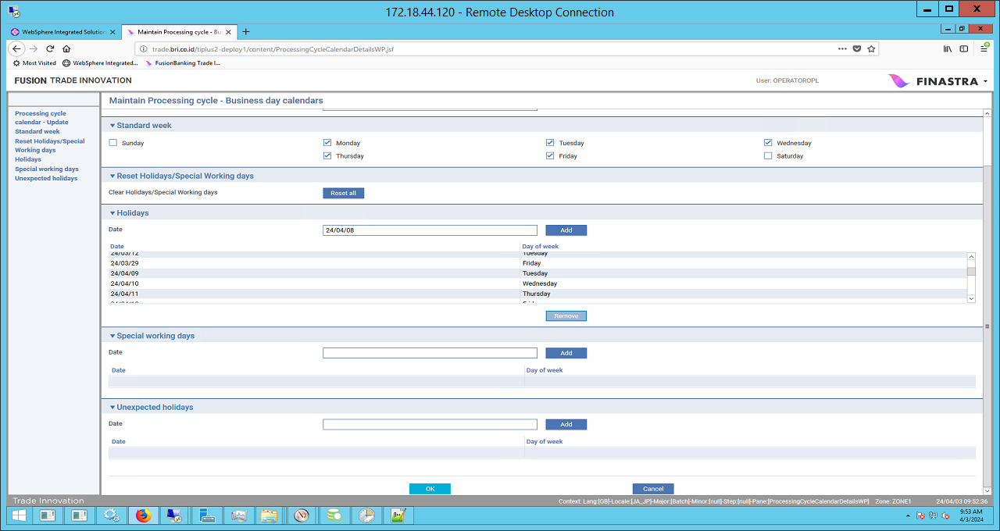 172.18.44.120 - Remote Desktop Connection
WebSphere Integrated Solution
Maintain Processing cycle - Bu
trade.bri.co.id/tiplus2-deploy1/content/ProcessingCycleCalendarDetailsWP.jsf
Most Visited WebSphere Integrated... FusionBanking Trade I...
FUSION TRADE INNOVATION
User: OPERATOROPL
FINASTRA
Processing cycle
calendar - Update
Standard week
Reset Holidays/Special
Working days
Holidays
Special working days
Unexpected holidays
Maintain Processing cycle - Business day calendars
Standard week
Sunday Monday Tuesday Wednesday
Thursday Friday Saturday
Reset Holidays/Special Working days
Clear Holidays/Special Working days Reset all
Holidays
Date 24/04/08 Add
Date Day of week
24/03/12 Tuesday
24/03/29 Friday
24/04/09 Tuesday
24/04/10 Wednesday
24/04/11 Thursday
Remove
Special working days
Date Add
Date Day of week
Unexpected holidays
Date Add
Date Day of week
OK Cancel
Trade Innovation
Context: Lang:[GB]-Locale:[JA_JP]-Major:[Batch]-Minor:[null]-Step:[null]-Pane:[ProcessingCycleCalendarDetailsWP] Zone: ZONE1 24/04/03 09:52:36
9:53 AM
4/3/2024